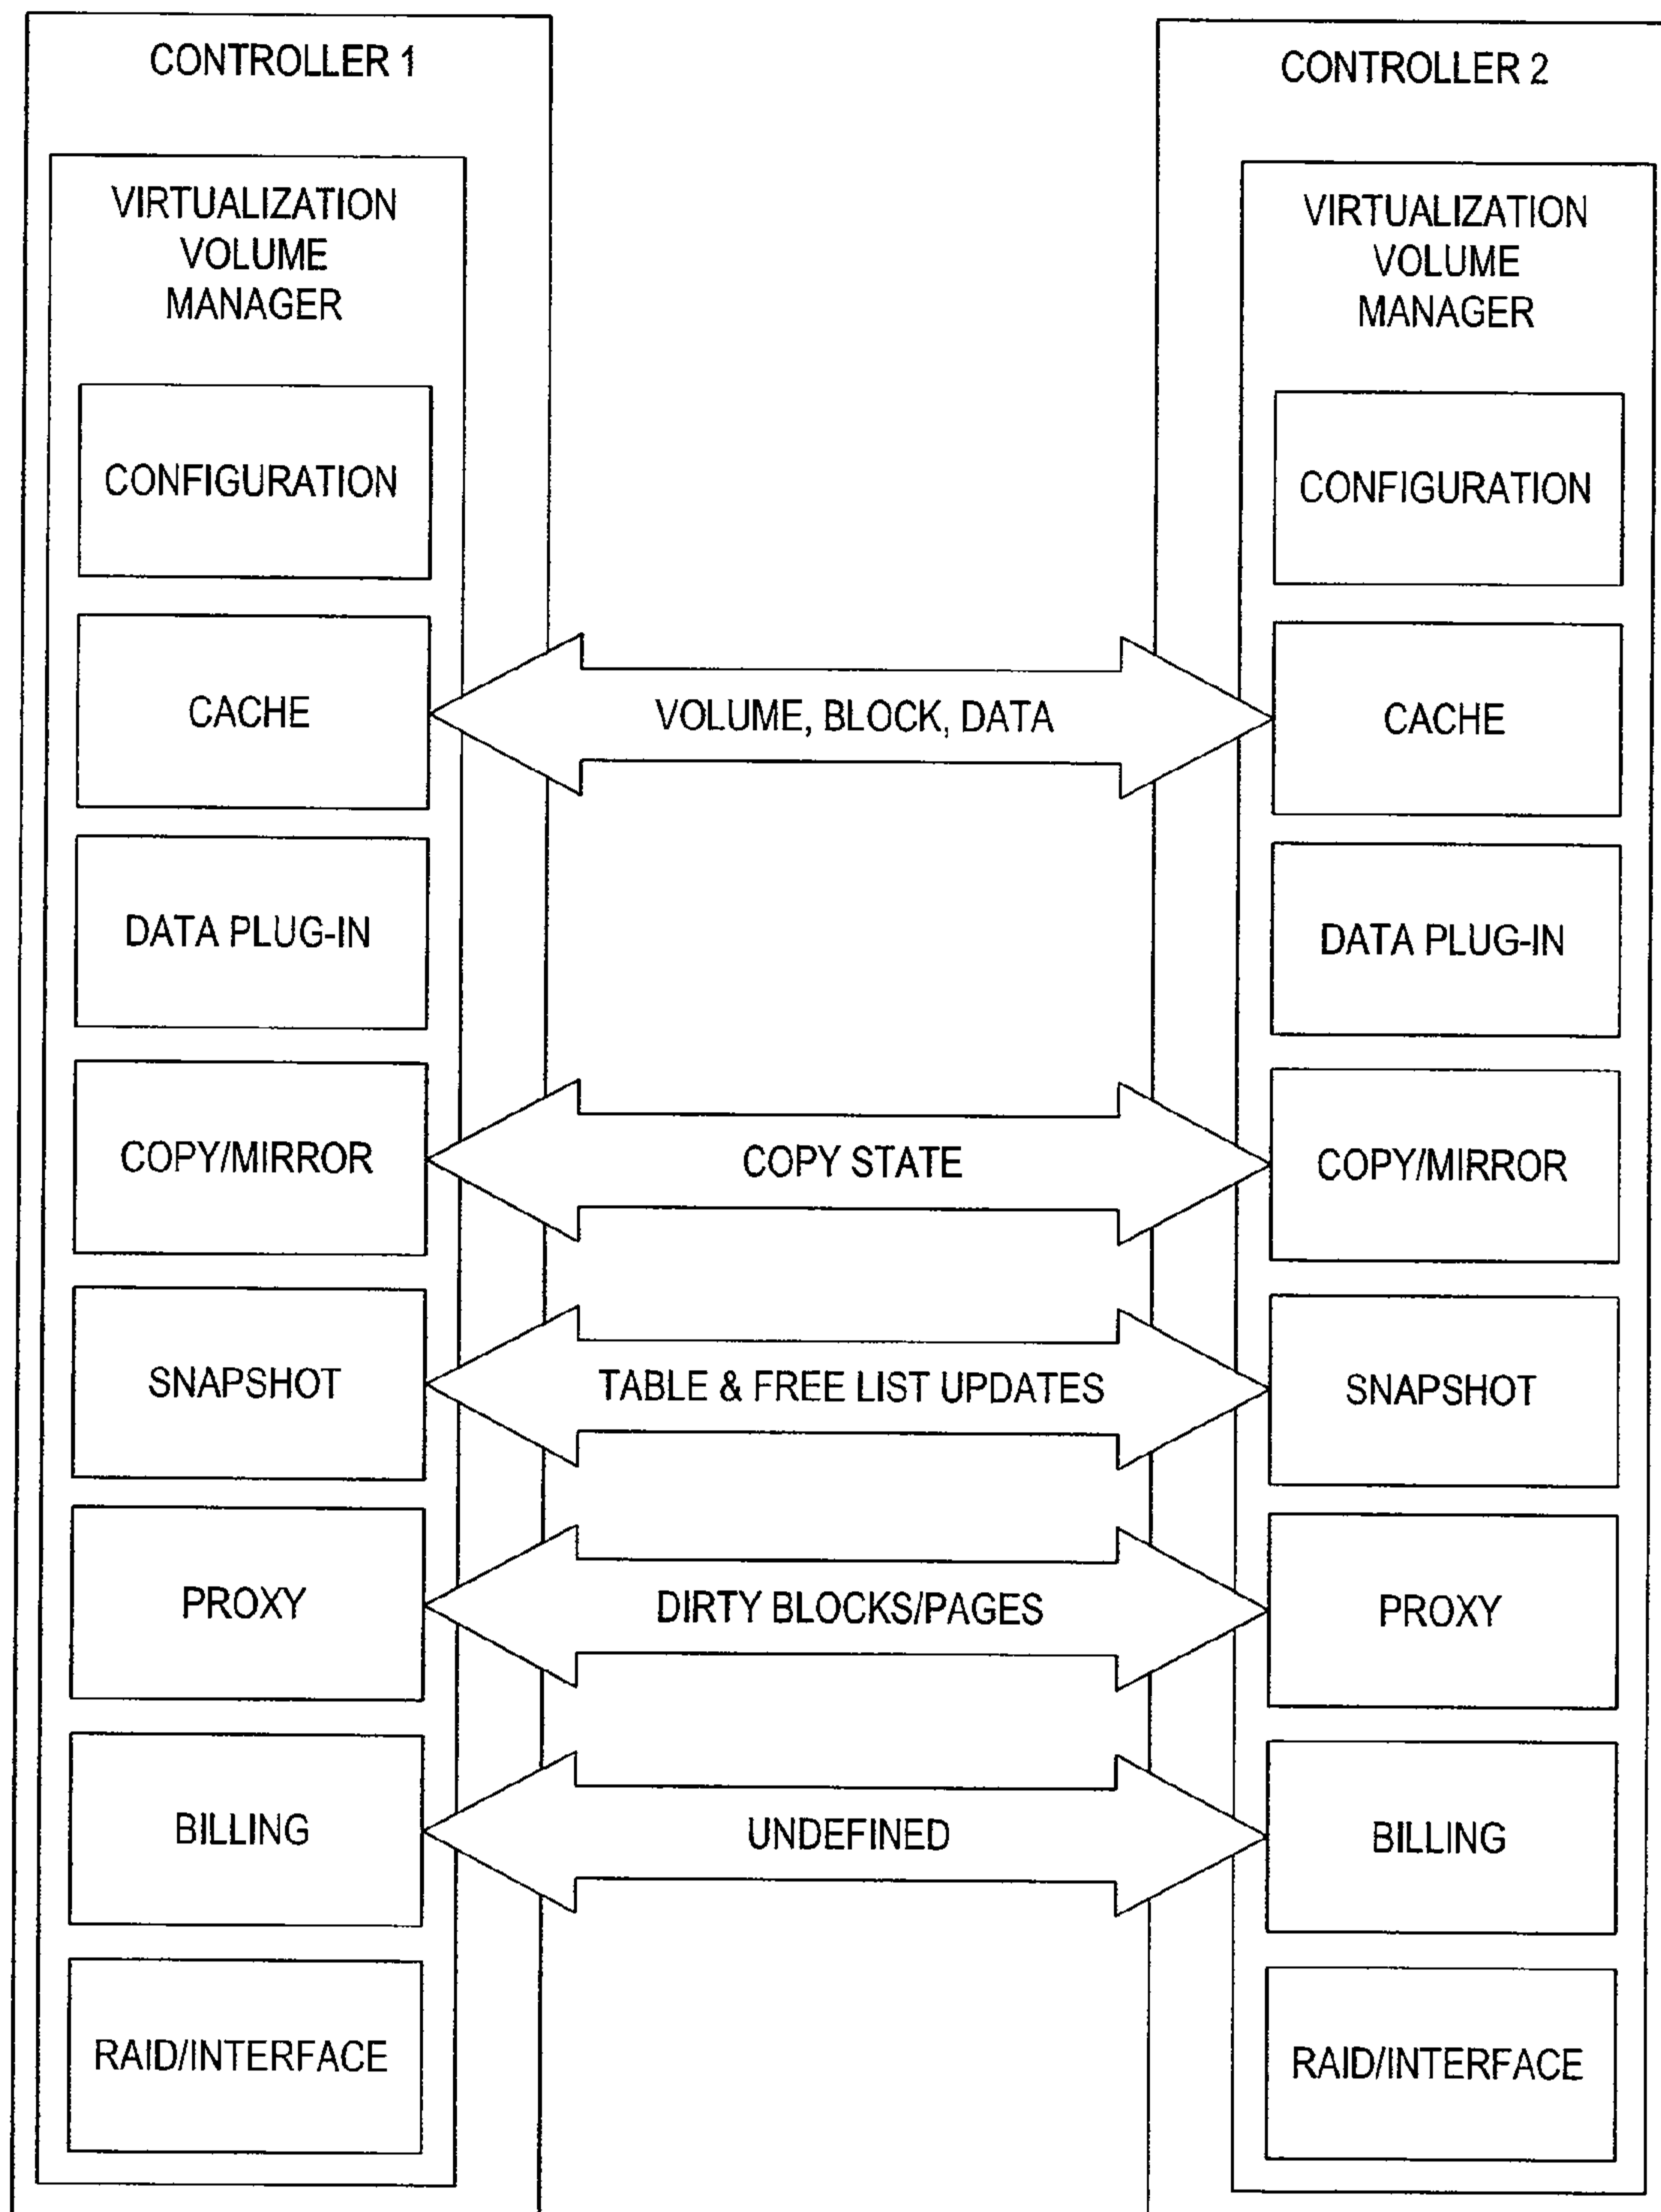 CONTROLLER 1
VIRTUALIZATION
VOLUME
MANAGER
CONFIGURATION
CACHE
DATA PLUG-IN
COPY/MIRROR
SNAPSHOT
PROXY
BILLING
RAID/INTERFACE
VOLUME, BLOCK, DATA
COPY STATE
TABLE & FREE LIST UPDATES
DIRTY BLOCKS/PAGES
UNDEFINED
CONTROLLER 2
VIRTUALIZATION
VOLUME
MANAGER
CONFIGURATION
CACHE
DATA PLUG-IN
COPY/MIRROR
SNAPSHOT
PROXY
BILLING
RAID/INTERFACE